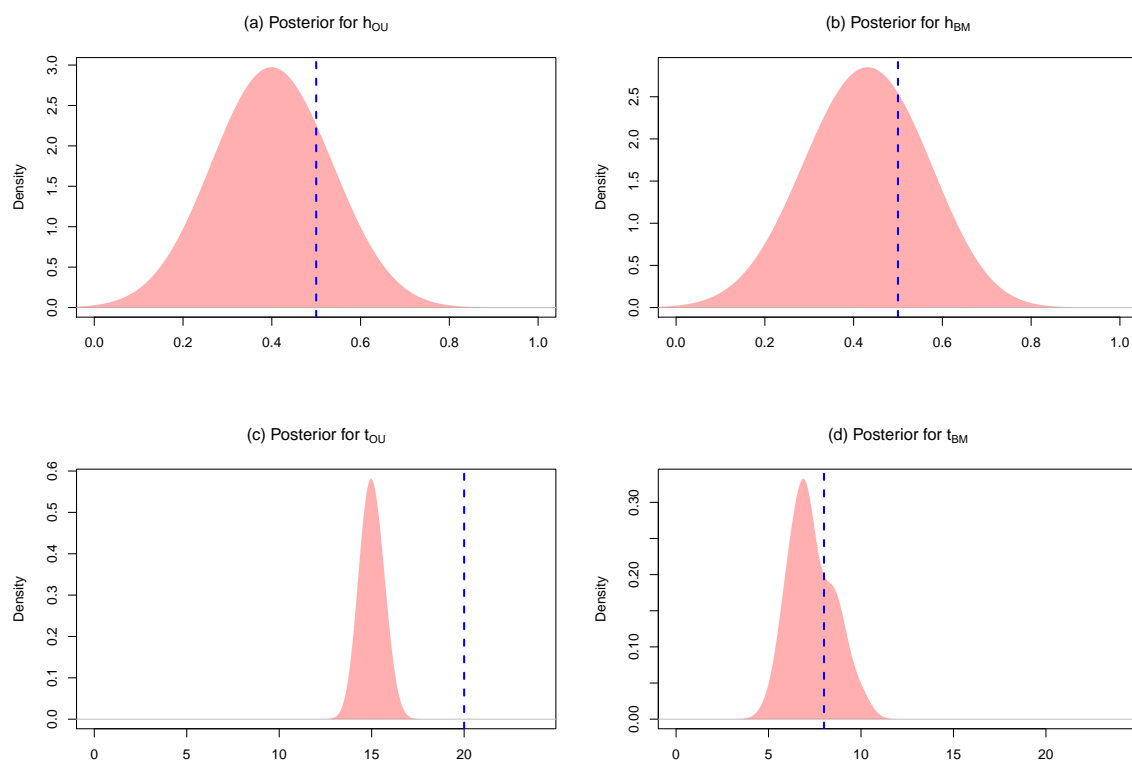 (a) Posterior for hOU
(b) Posterior for hBM
Density
0.0 0.5 1.0 1.5 2.0 2.5 3.0
0.0 0.2 0.4 0.6 0.8 1.0
Density
0.0 0.5 1.0 1.5 2.0 2.5
0.0 0.2 0.4 0.6 0.8 1.0
(c) Posterior for tOU
(d) Posterior for tBM
Density
0.0 0.1 0.2 0.3 0.4 0.5 0.6
0 5 10 15 20
Density
0.00 0.10 0.20 0.30
0 5 10 15 20